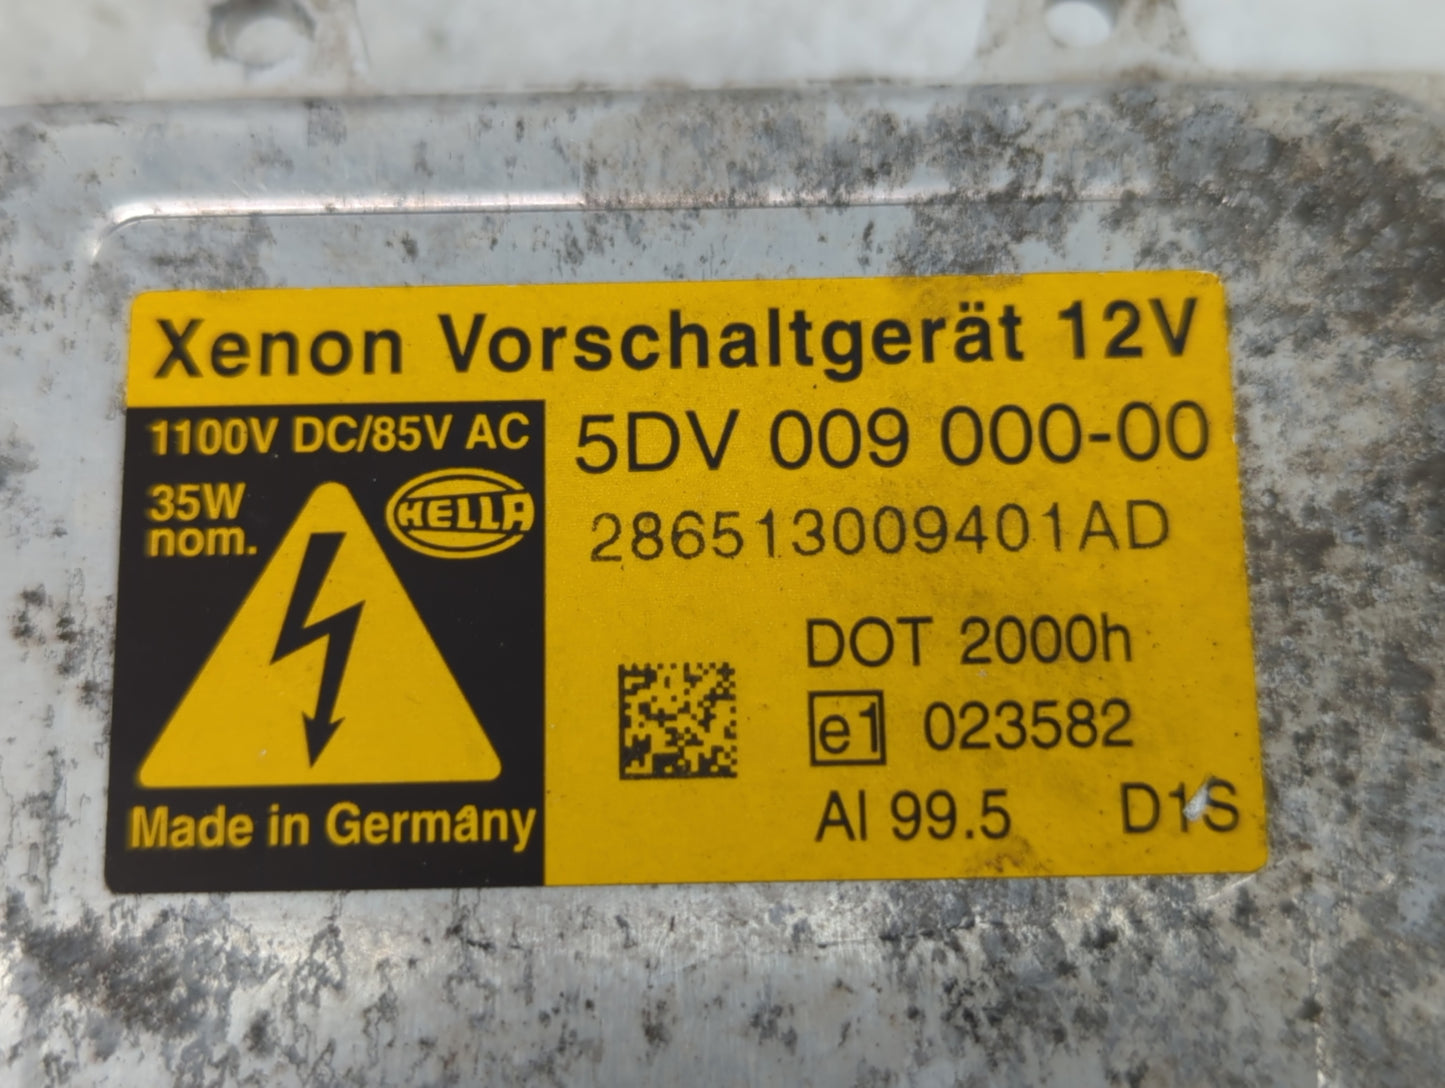 Xenon Vorschaltgerät 12V
1100V DC/85V AC
35W
nom.
HELLA
Made in Germany
5DV 009 000-00
286513009401AD
DOT 2000h
e1 023582
Al 99.5 D1S